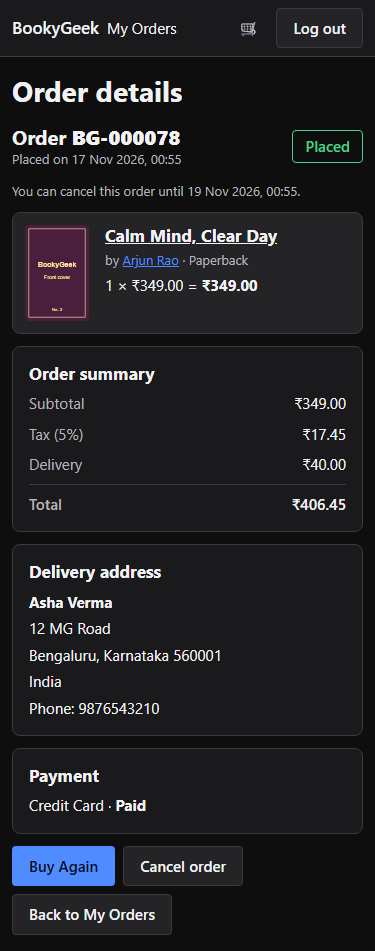 BookyGeek My Orders Log out
Order details
Order BG-000078 Placed
Placed on 17 Nov 2026, 00:55
You can cancel this order until 19 Nov 2026, 00:55.
BookyGeek
Front cover
No. 3
Calm Mind, Clear Day
by Arjun Rao · Paperback
1 × ₹349.00 = ₹349.00
Order summary
Subtotal ₹349.00
Tax (5%) ₹17.45
Delivery ₹40.00
Total ₹406.45
Delivery address
Asha Verma
12 MG Road
Bengaluru, Karnataka 560001
India
Phone: 9876543210
Payment
Credit Card · Paid
Buy Again Cancel order
Back to My Orders